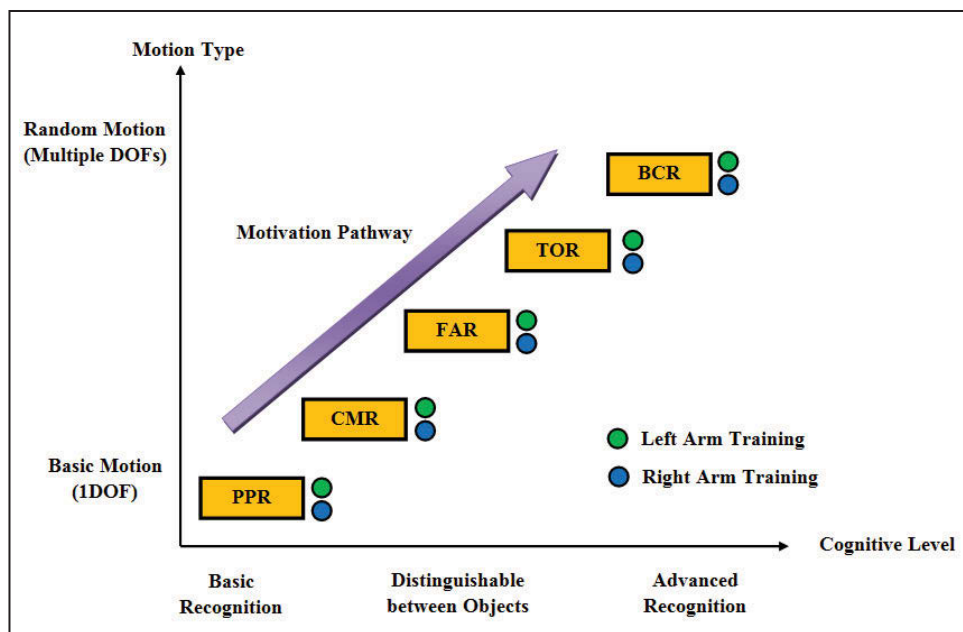 Motion Type
Random Motion
(Multiple DOFs)
BCR
Motivation Pathway
TOR
FAR
CMR
Left Arm Training
Basic Motion
(1DOF)
Right Arm Training
PPR
Cognitive Level
Basic
Recognition
Distinguishable
between Objects
Advanced
Recognition